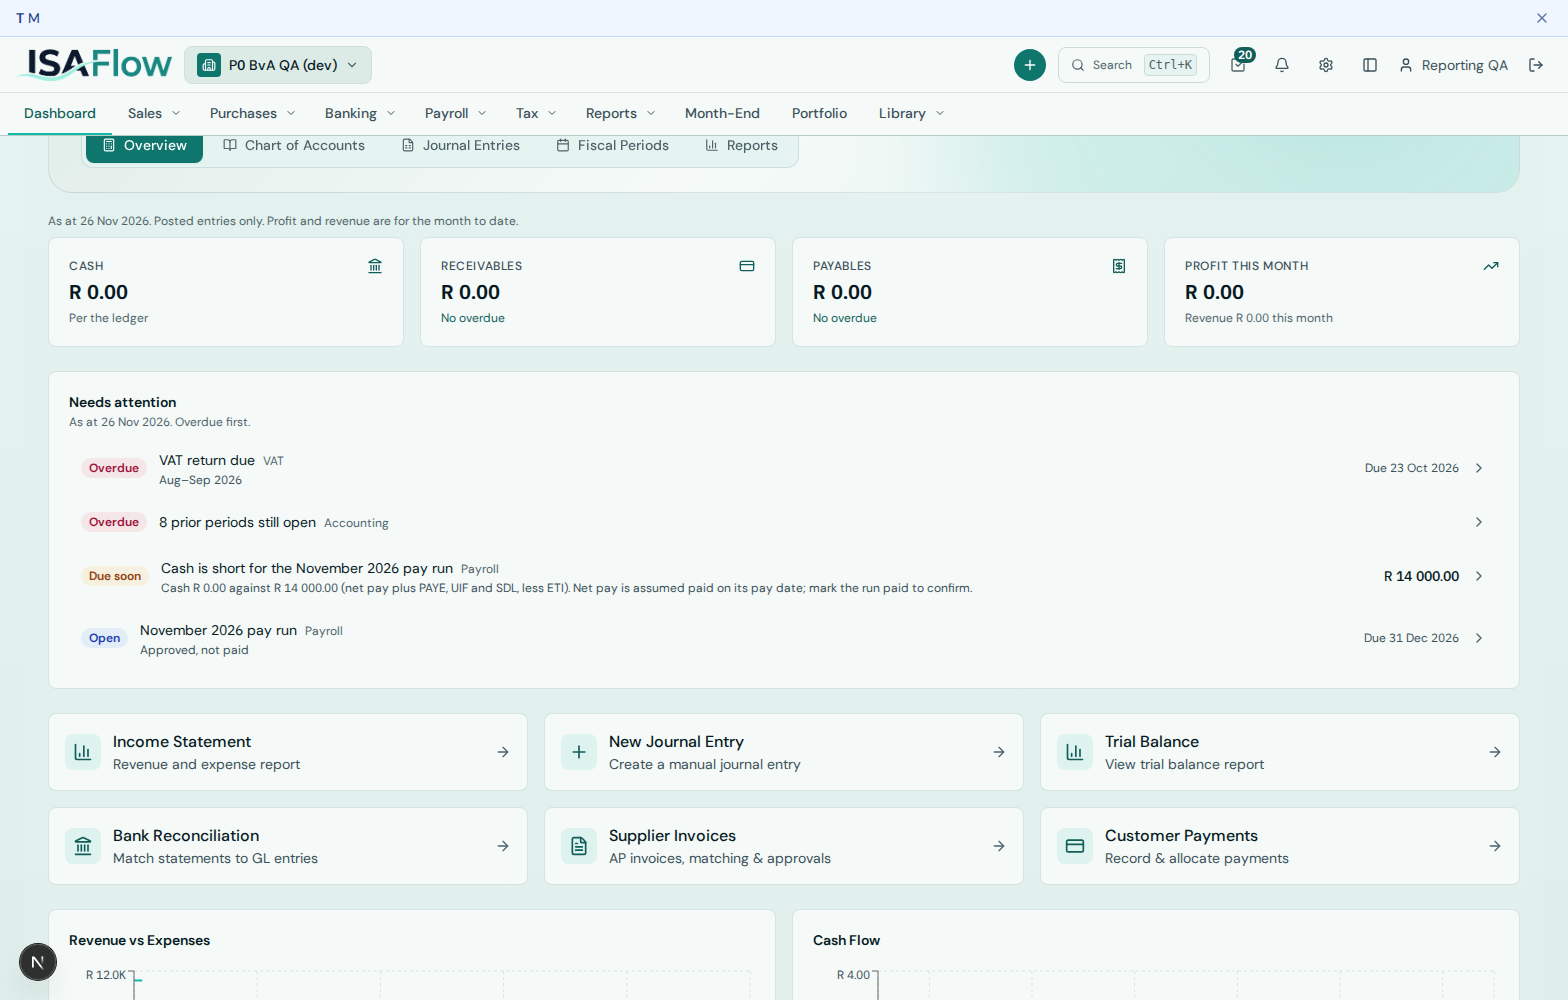 T M
ISAFlow
P0 BvA QA (dev)
Search Ctrl+K
20
Reporting QA
Dashboard
Sales
Purchases
Banking
Payroll
Tax
Reports
Month-End
Portfolio
Library
Overview
Chart of Accounts
Journal Entries
Fiscal Periods
Reports
As at 26 Nov 2026. Posted entries only. Profit and revenue are for the month to date.
CASH
R 0.00
Per the ledger
RECEIVABLES
R 0.00
No overdue
PAYABLES
R 0.00
No overdue
PROFIT THIS MONTH
R 0.00
Revenue R 0.00 this month
Needs attention
As at 26 Nov 2026. Overdue first.
Overdue
VAT return due VAT
Aug–Sep 2026
Due 23 Oct 2026
Overdue
8 prior periods still open Accounting
Due soon
Cash is short for the November 2026 pay run Payroll
Cash R 0.00 against R 14 000.00 (net pay plus PAYE, UIF and SDL, less ETI). Net pay is assumed paid on its pay date; mark the run paid to confirm.
R 14 000.00
Open
November 2026 pay run Payroll
Approved, not paid
Due 31 Dec 2026
Income Statement
Revenue and expense report
New Journal Entry
Create a manual journal entry
Trial Balance
View trial balance report
Bank Reconciliation
Match statements to GL entries
Supplier Invoices
AP invoices, matching & approvals
Customer Payments
Record & allocate payments
Revenue vs Expenses
R 12.0K
Cash Flow
R 4.00
N